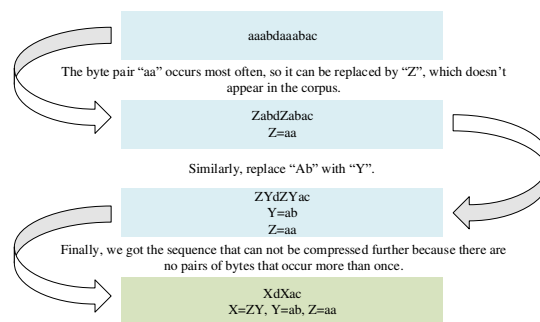 aaabdaaabac
The byte pair “aa” occurs most often, so it can be replaced by “Z”, which doesn’t
appear in the corpus.
ZabdZabac
Z=aa
Similarly, replace “Ab” with “Y”.
ZYdZYac
Y=ab
Z=aa
Finally, we got the sequence that can not be compressed further because there are
no pairs of bytes that occur more than once.
XdXac
X=ZY, Y=ab, Z=aa